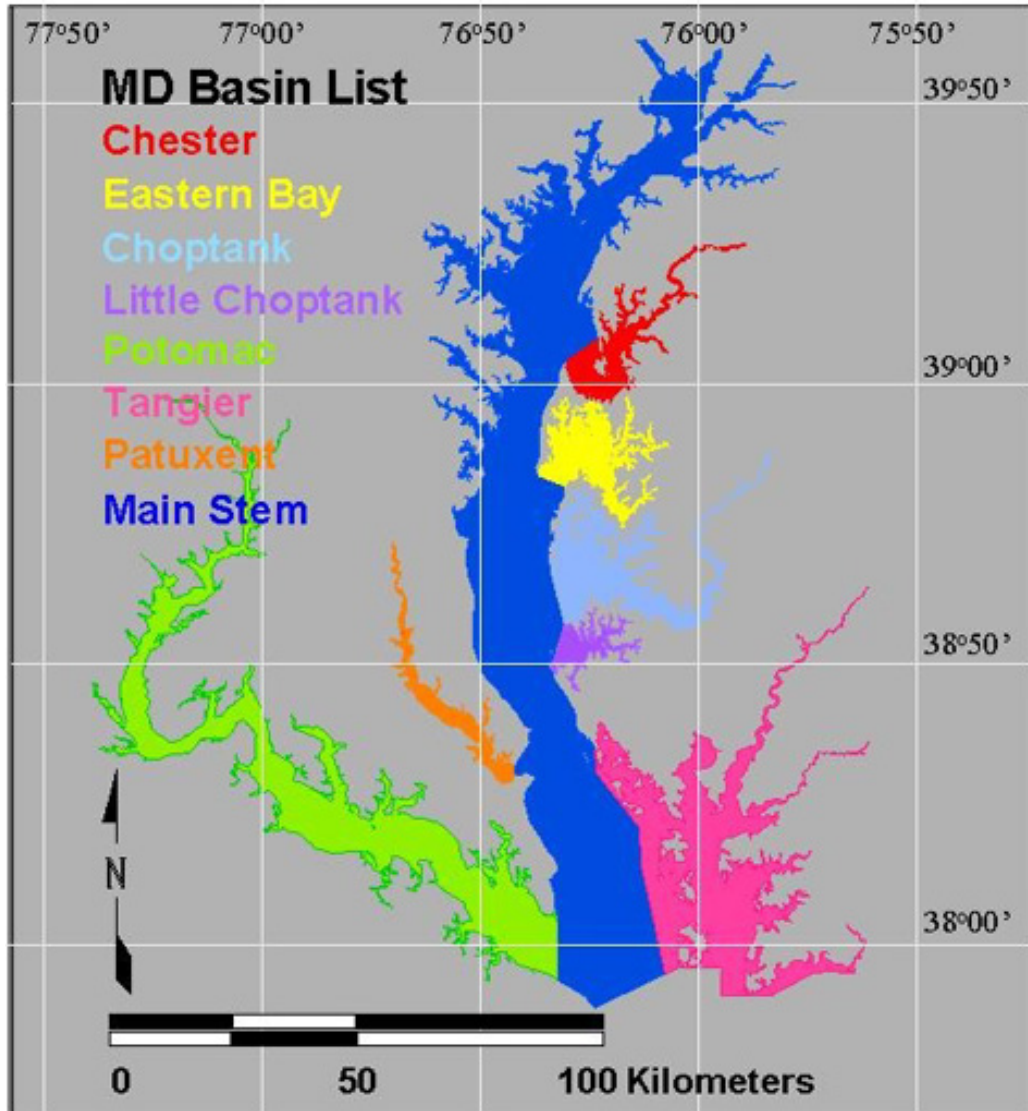 77°50’ 77°00’ 76°50’ 76°00’ 75°50’
MD Basin List
39°50’
Chester
Eastern Bay
Choptank
Little Choptank
Potomac
39°00’
Tangier
Patuxent
Main Stem
38°50’
N
38°00’
0 50 100 Kilometers